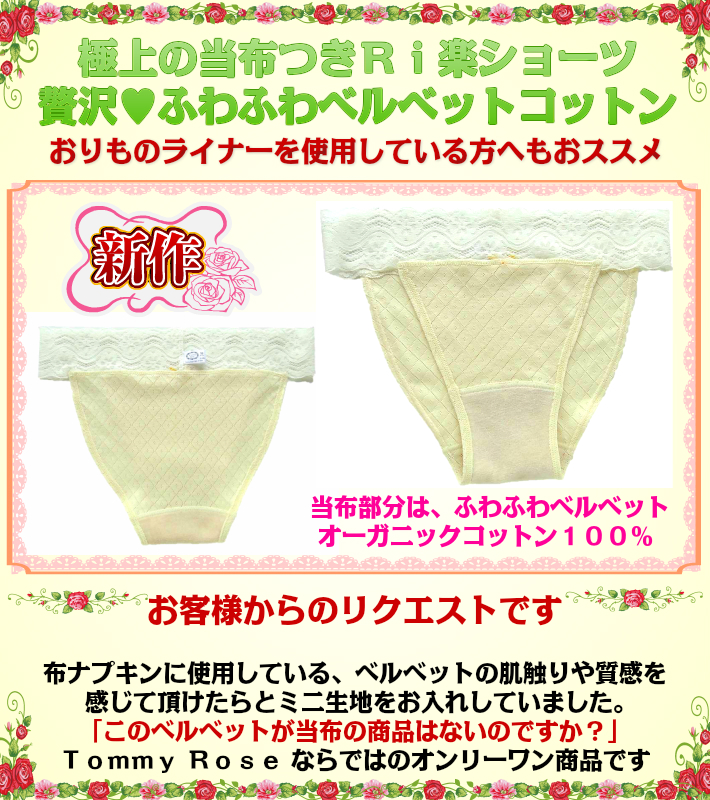 極上の当布つきＲｉ楽ショーツ
贅沢♥ふわふわベルベットコットン
おりものライナーを使用している方へもおススメ
新作
当布部分は、ふわふわベルベット
オーガニックコットン１００％
お客様からのリクエストです
布ナプキンに使用している、ベルベットの肌触りや質感を
感じて頂けたらとミニ生地をお入れしていました。
「このベルベットが当布の商品はないのですか？」
Ｔｏｍｍｙ Ｒｏｓｅ ならではのオンリーワン商品です